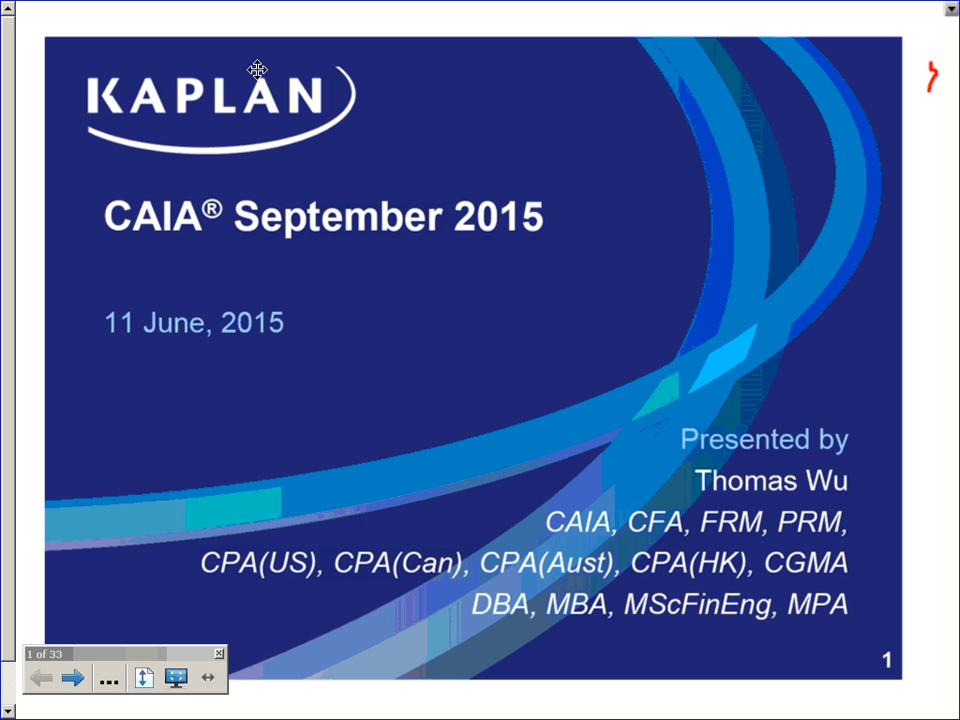 KAPLAN
CAIA® September 2015
11 June, 2015
Presented by
Thomas Wu
CAIA, CFA, FRM, PRM,
CPA(US), CPA(Can), CPA(Aust), CPA(HK), CGMA
DBA, MBA, MScFinEng, MPA
1 of 33
1